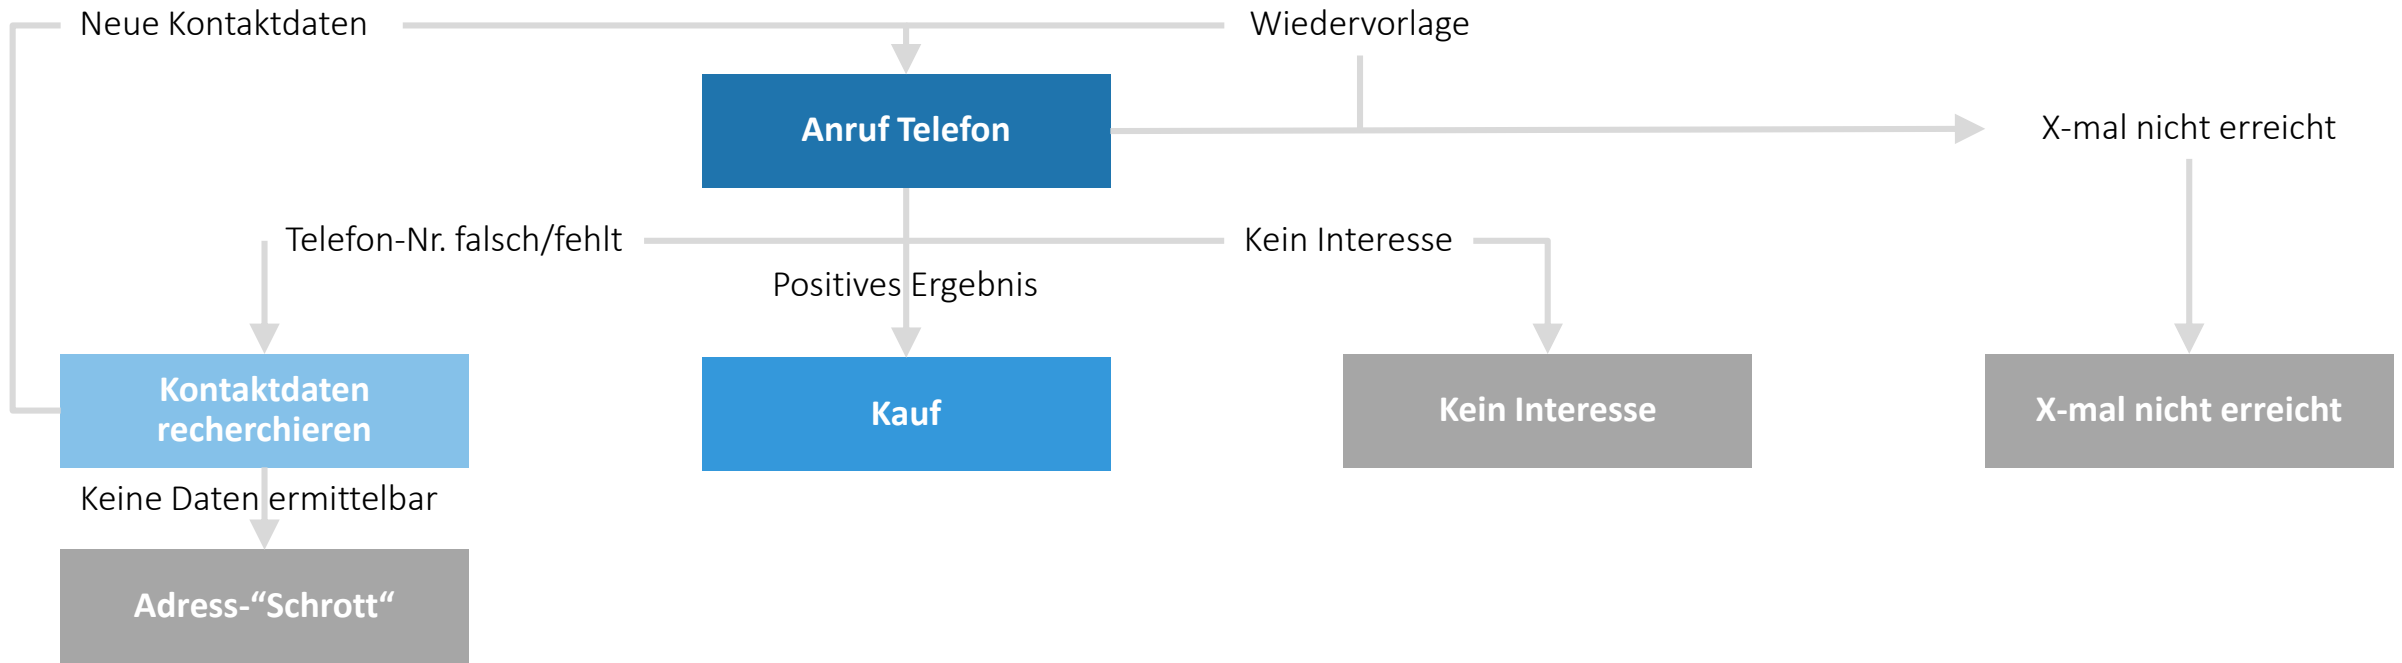 Neue Kontaktdaten
Wiedervorlage
Anruf Telefon
X-mal nicht erreicht
Telefon-Nr. falsch/fehlt
Kein Interesse
Positives Ergebnis
Kontaktdaten
recherchieren
Kauf
Kein Interesse
X-mal nicht erreicht
Keine Daten ermittelbar
Adress-“Schrott“